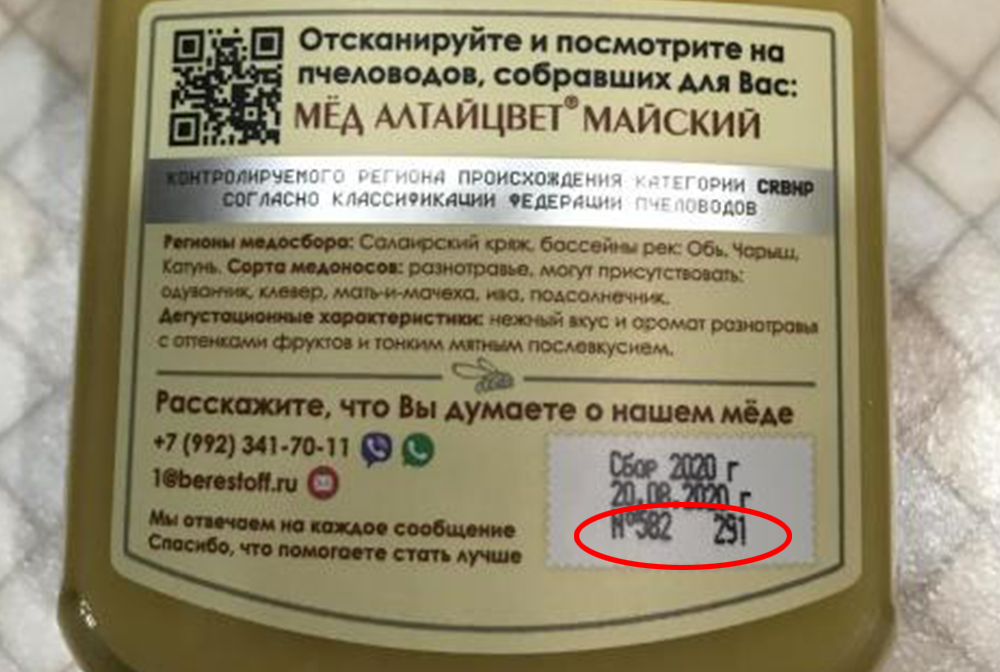 Отсканируйте и посмотрите на
пчеловодов, собравших для Вас:
МЁД АЛТАЙЦВЕТ® МАЙСКИЙ
КОНТРОЛИРУЕМОГО РЕГИОНА ПРОИСХОЖДЕНИЯ КАТЕГОРИИ CRBHP
СОГЛАСНО КЛАССИФИКАЦИИ ФЕДЕРАЦИИ ПЧЕЛОВОДОВ
Регионы медосбора: Салаирский кряж, бассейны рек: Обь, Чарыш,
Катунь. Сорта медоносов: разнотравье, могут присутствовать:
одуванчик, клевер, мать-и-мачеха, ива, подсолнечник.
Дегустационные характеристики: нежный вкус и аромат разнотравья
с оттенками фруктов и тонким мятным послевкусием.
Расскажите, что Вы думаете о нашем мёде
+7 (992) 341-70-11
1@berestoff.ru
Мы отвечаем на каждое сообщение
Спасибо, что помогаете стать лучше
Сбор 2020 г
20.08.2020 г
№582 291